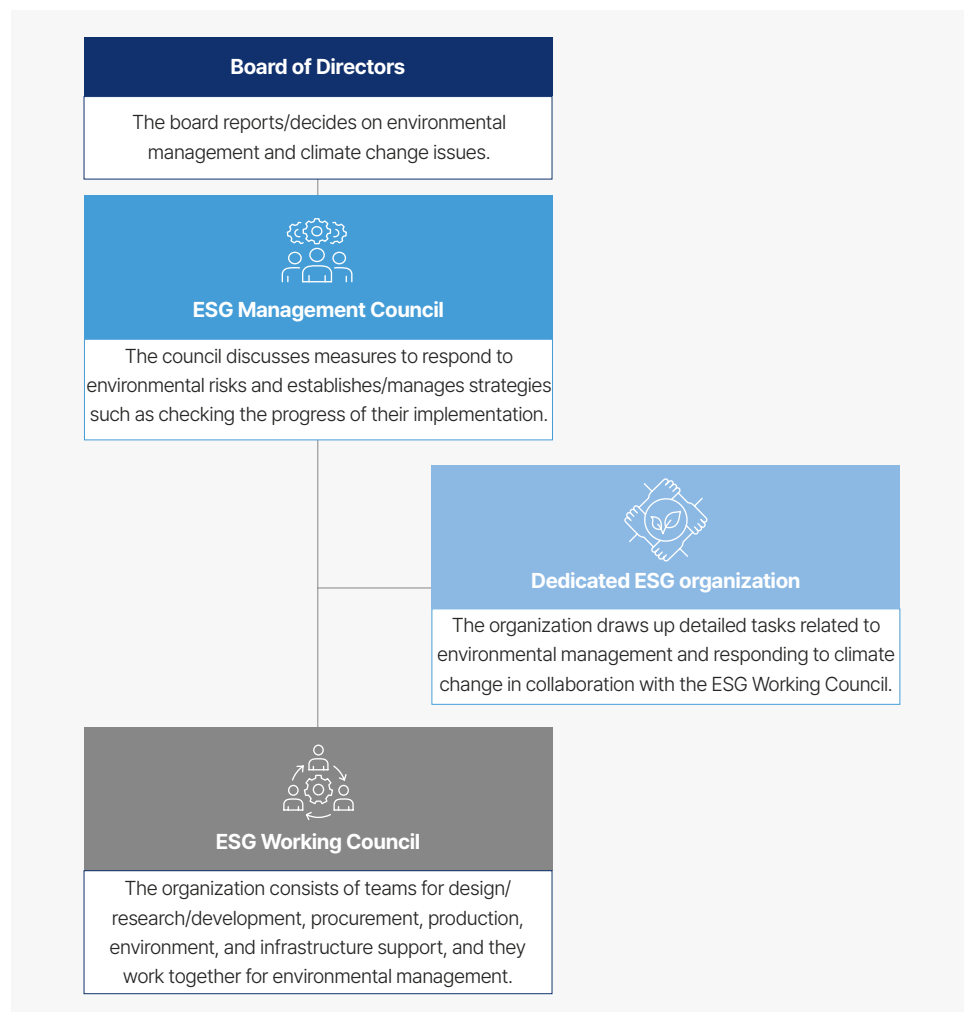 Board of Directors
The board reports/decides on environmental
management and climate change issues.
ESG Management Council
The council discusses measures to respond to
environmental risks and establishes/manages strategies
such as checking the progress of their implementation.
Dedicated ESG organization
The organization draws up detailed tasks related to
environmental management and responding to climate
change in collaboration with the ESG Working Council.
ESG Working Council
The organization consists of teams for design/
research/development, procurement, production,
environment, and infrastructure support, and they
work together for environmental management.